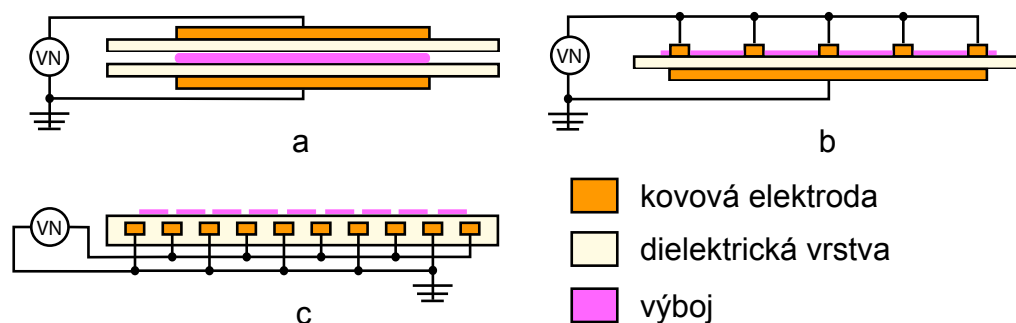 VN
a
VN
b
VN
c
kovová elektroda
dielektrická vrstva
výboj